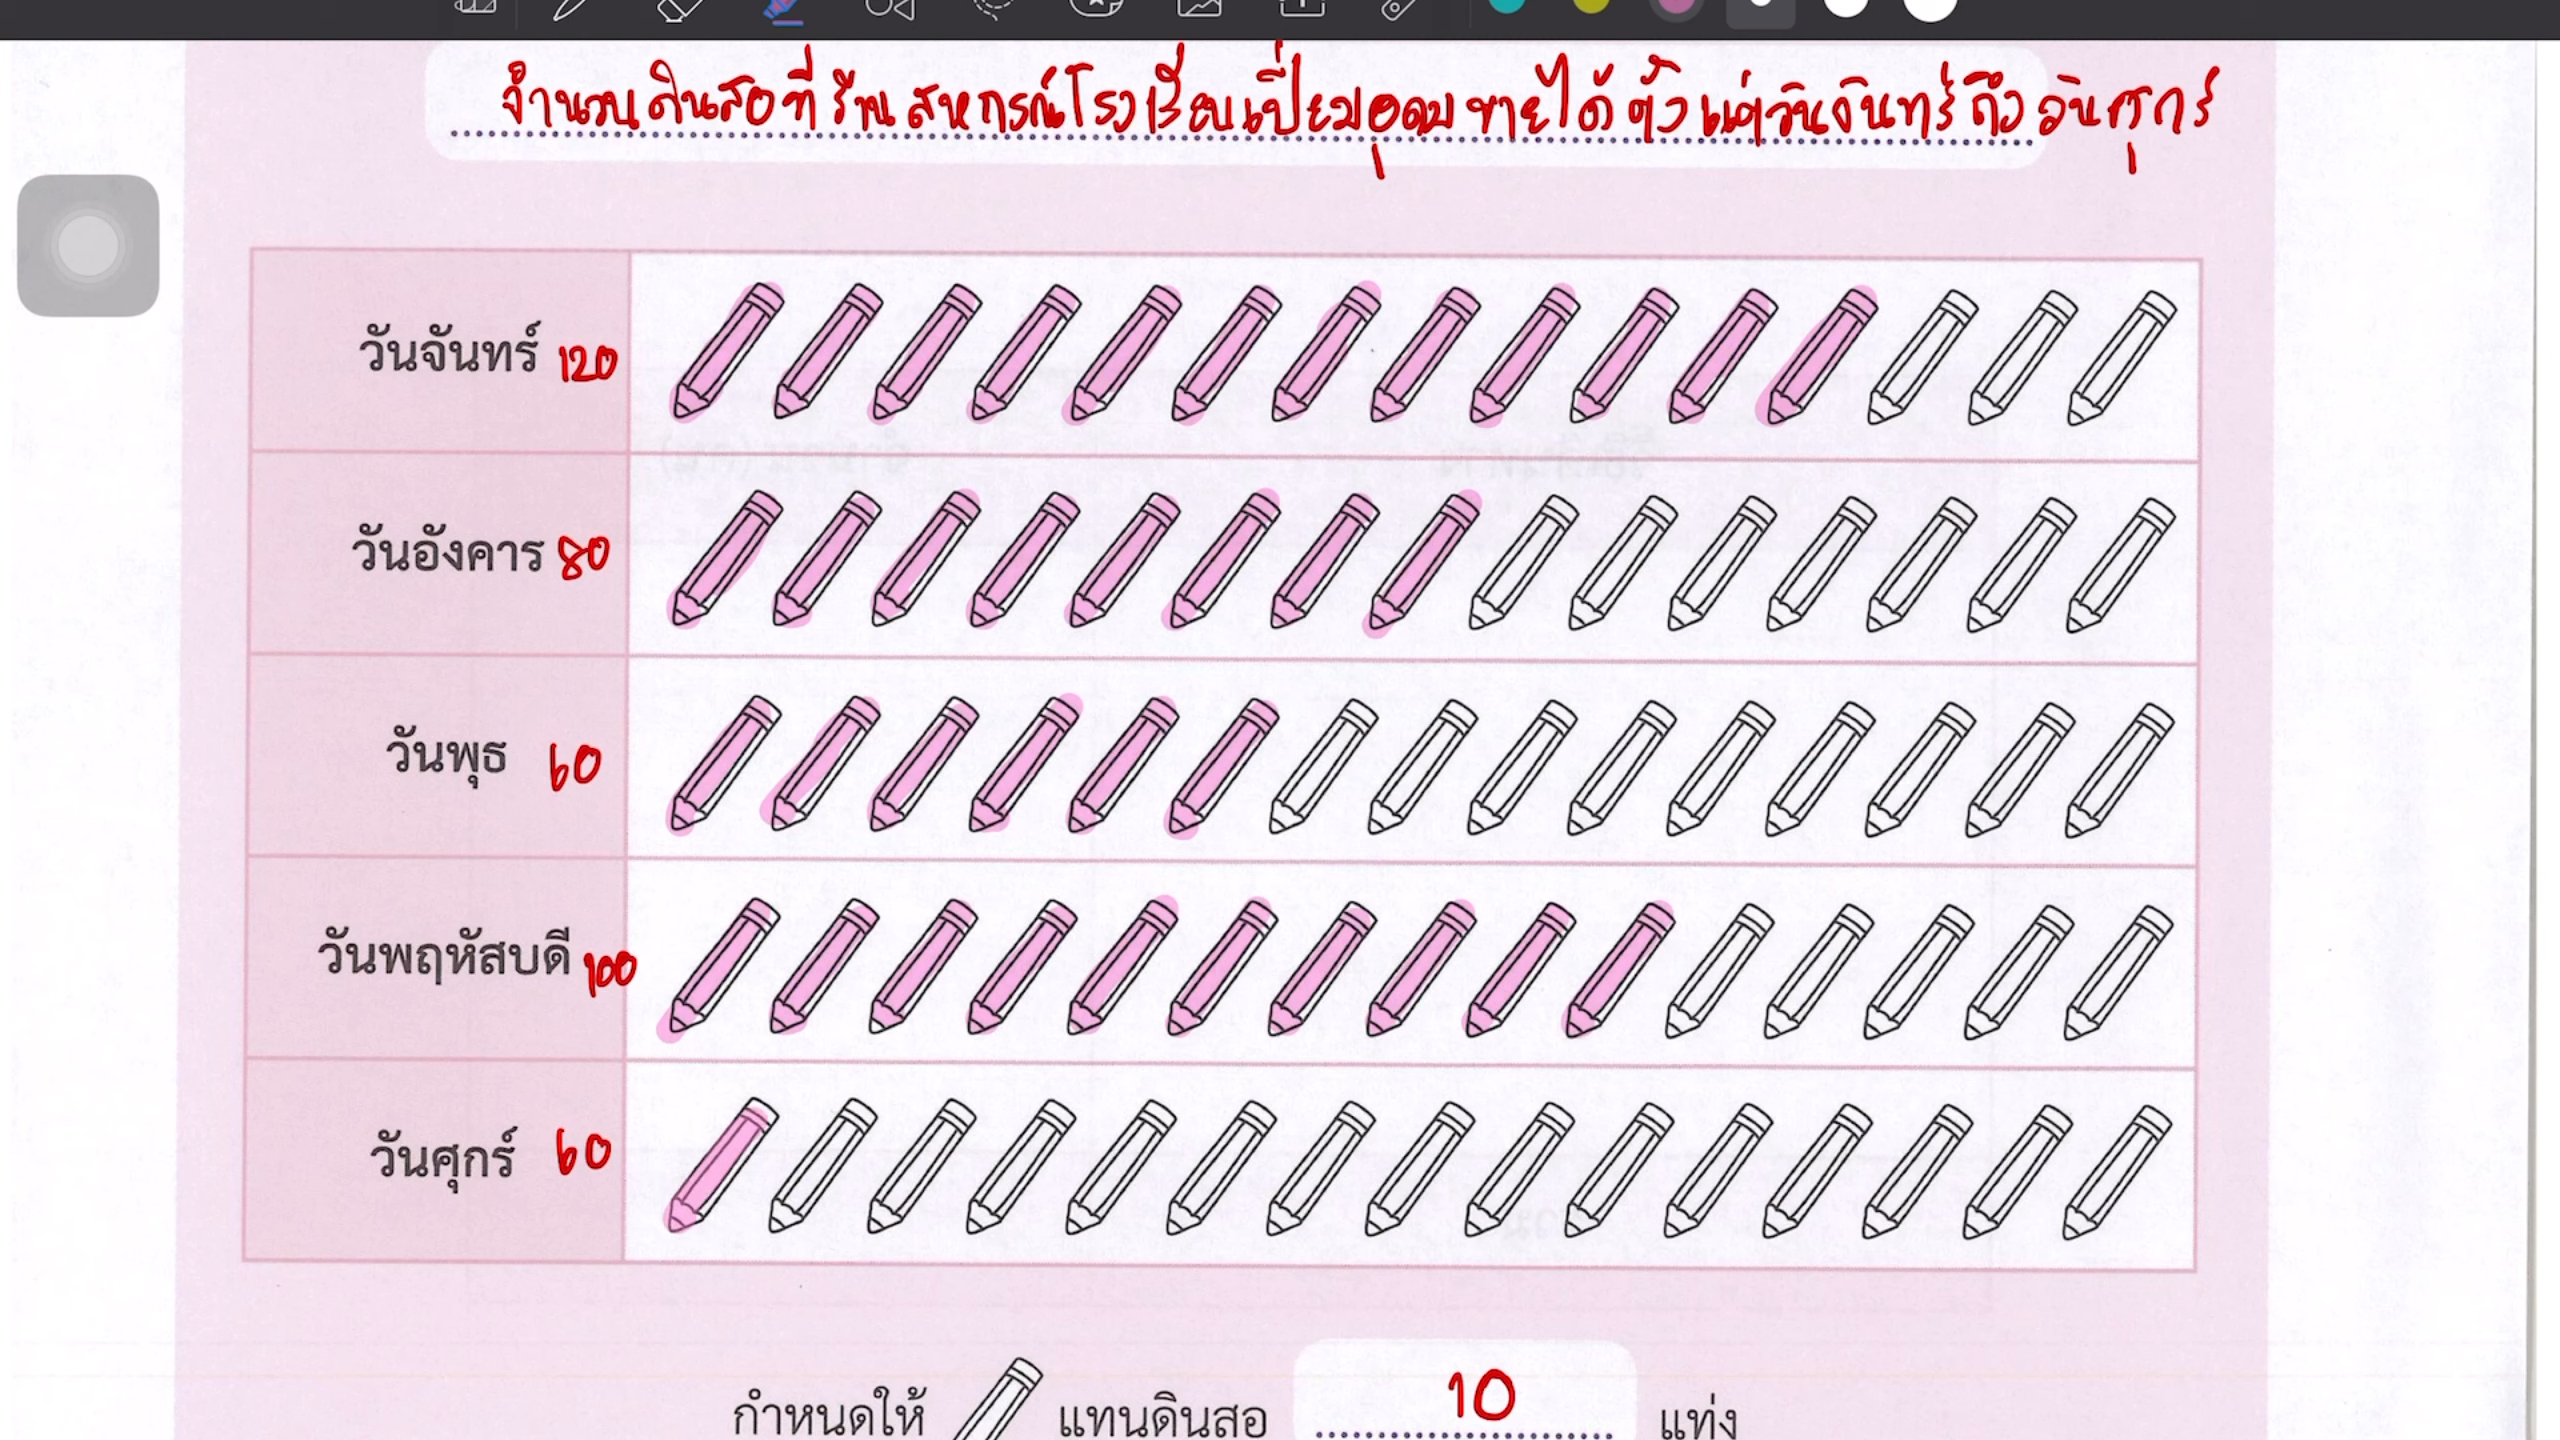 จำนวนดินสอที่ร้านสหกรณ์โรงเรียนเปี่ยมอุดมขายได้ตั้งแต่วันจันทร์ถึงวันศุกร์
วันจันทร์ 120
วันอังคาร 80
วันพุธ 60
วันพฤหัสบดี 100
วันศุกร์ 60
กำหนดให้ แทนดินสอ 10 แท่ง